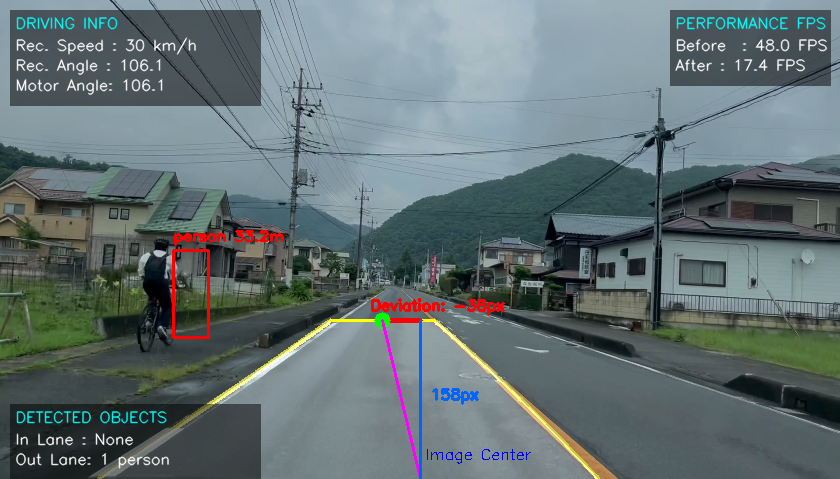 DRIVING INFO
Rec. Speed : 30 km/h
Rec. Angle : 106.1
Motor Angle: 106.1
PERFORMANCE FPS
Before : 48.0 FPS
After : 17.4 FPS
person 33.2m
Deviation: -38px
158px
Image Center
DETECTED OBJECTS
In Lane : None
Out Lane: 1 person